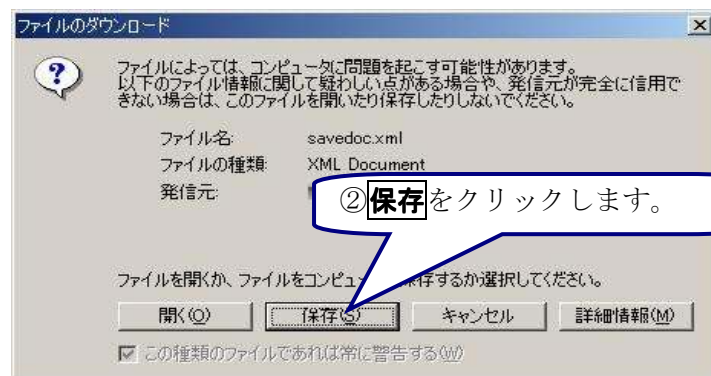 ファイルのダウンロード
ファイルによっては、コンピュータに問題を起こす可能性があります。
以下のファイル情報に関して疑わしい点がある場合や、発信元が完全に信用で
きない場合は、このファイルを開いたり保存したりしないでください。
ファイル名: savedoc.xml
ファイルの種類: XML Document
発信元:
②保存をクリックします。
ファイルを開くか、ファイルをコンピュ 保存するか選択してください。
開く(O) 保存(S) キャンセル 詳細情報(M)
この種類のファイルであれば常に警告する(W)